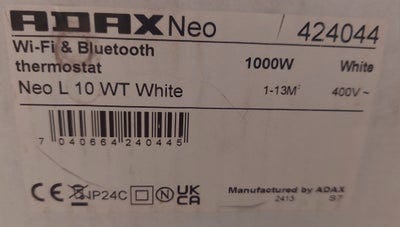 ADAX Neo 424044
Wi-Fi & Bluetooth
thermostat 1000W White
Neo L 10 WT White 1-13M² 400V ~
7 040664 240445
CE IP24C N UK
CA
Manufactured by ADAX
2413 S7